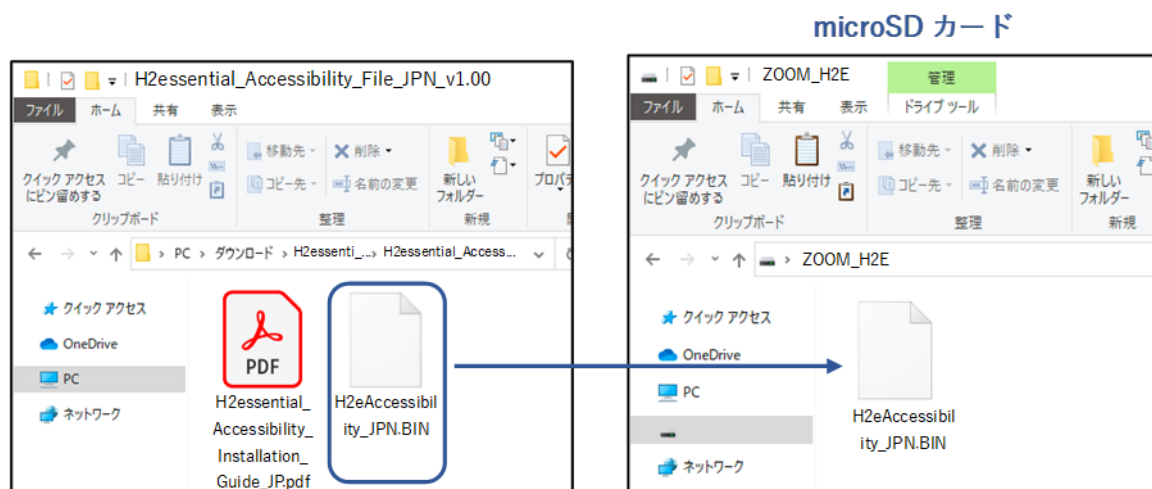 microSD カード
H2essential_Accessibility_File_JPN_v1.00
ファイル ホーム 共有 表示
クイック アクセス
にピン留めする
コピー
貼り付け
移動先
コピー先
削除
名前の変更
新しい
フォルダー
プロパテ
クリップボード
整理
新規
PC › ダウンロード › H2essenti_...› H2essential_Access...
クイック アクセス
OneDrive
PC
ネットワーク
PDF
H2essential_
Accessibility_
Installation_
Guide_JP.pdf
H2eAccessibil
ity_JPN.BIN
ZOOM_H2E
管理
ファイル ホーム 共有 表示 ドライブ ツール
クイック アクセス
にピン留めする
コピー
貼り付け
移動先
コピー先
削除
名前の変更
新しい
フォルダー
クリップボード
整理
新規
› ZOOM_H2E
クイック アクセス
OneDrive
PC
ネットワーク
H2eAccessibil
ity_JPN.BIN